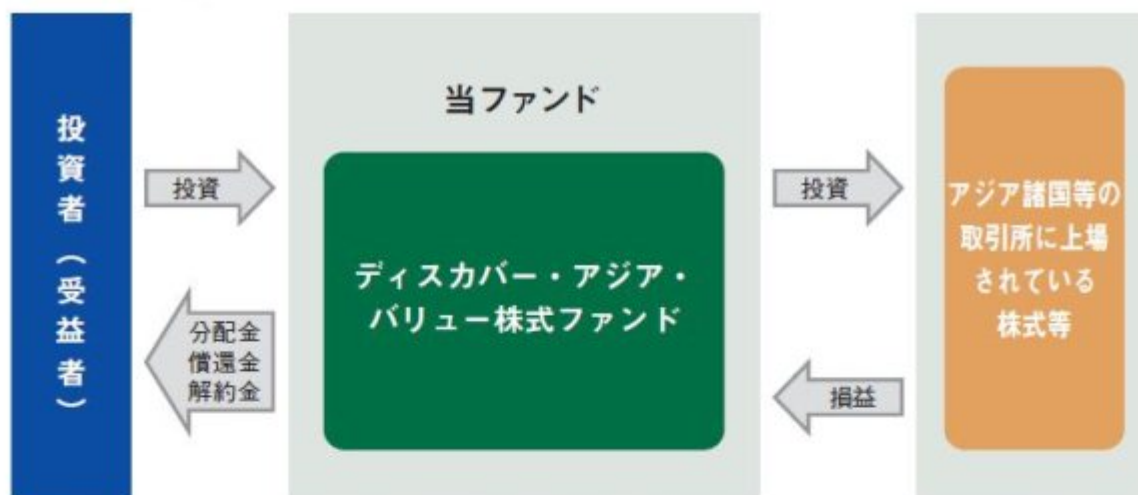 投資者（受益者）
投資
分配金
償還金
解約金
当ファンド
ディスカバー・アジア・
バリュー株式ファンド
投資
損益
アジア諸国等の
取引所に上場
されている
株式等